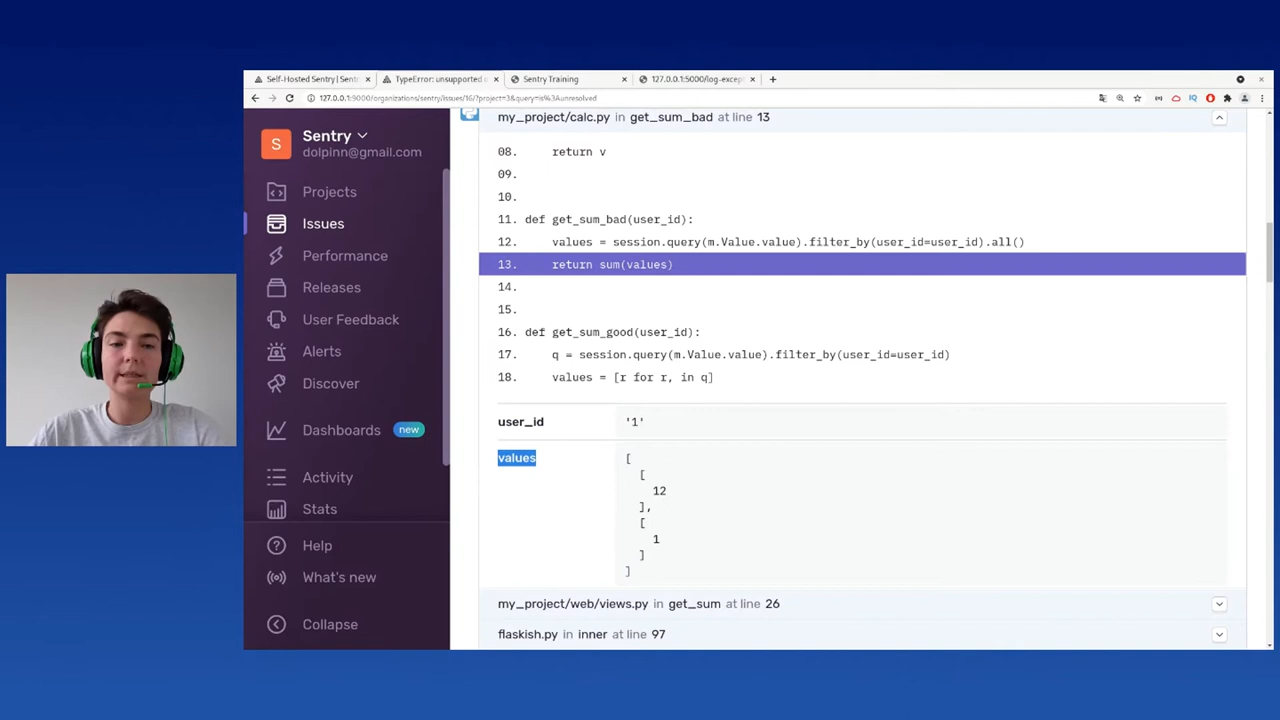 Self-Hosted Sentry | Sentr
TypeError: unsupported o
Sentry Training
127.0.0.1:5000/log-except
127.0.0.1:9000/organizations/sentry/issues/16/?project=3&query=is%3Aunresolved
S
Sentry
dolpinn@gmail.com
Projects
Issues
Performance
Releases
User Feedback
Alerts
Discover
Dashboards new
Activity
Stats
Help
What's new
Collapse
my_project/calc.py in get_sum_bad at line 13
08. return v
09.
10.
11. def get_sum_bad(user_id):
12. values = session.query(m.Value.value).filter_by(user_id=user_id).all()
13. return sum(values)
14.
15.
16. def get_sum_good(user_id):
17. q = session.query(m.Value.value).filter_by(user_id=user_id)
18. values = [r for r, in q]
user_id '1'
values [
[
12
],
[
1
]
]
my_project/web/views.py in get_sum at line 26
flaskish.py in inner at line 97